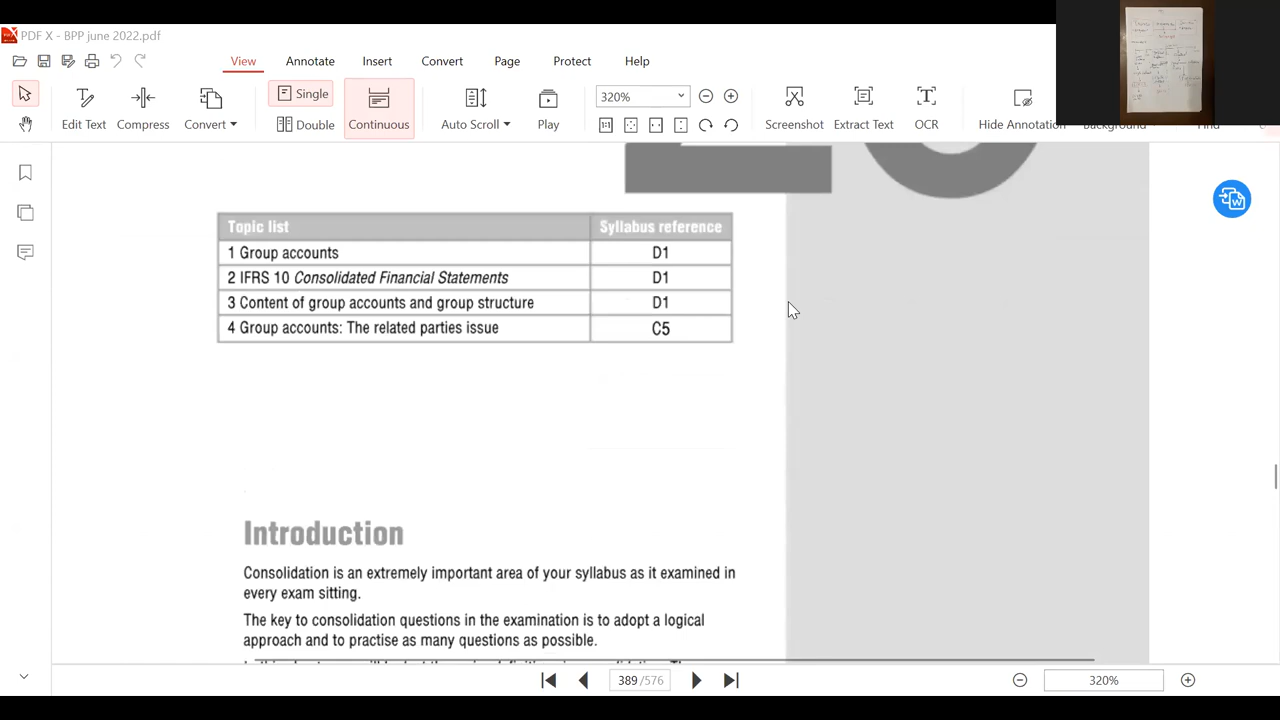 PDF X - BPP june 2022.pdf
View Annotate Insert Convert Page Protect Help
Single
320%
Edit Text Compress Convert Double Continuous Auto Scroll Play Screenshot Extract Text OCR Hide Annotation
Topic list Syllabus reference
1 Group accounts D1
2 IFRS 10 Consolidated Financial Statements D1
3 Content of group accounts and group structure D1
4 Group accounts: The related parties issue C5
Introduction
Consolidation is an extremely important area of your syllabus as it examined in
every exam sitting.
The key to consolidation questions in the examination is to adopt a logical
approach and to practise as many questions as possible.
389 /576
320%